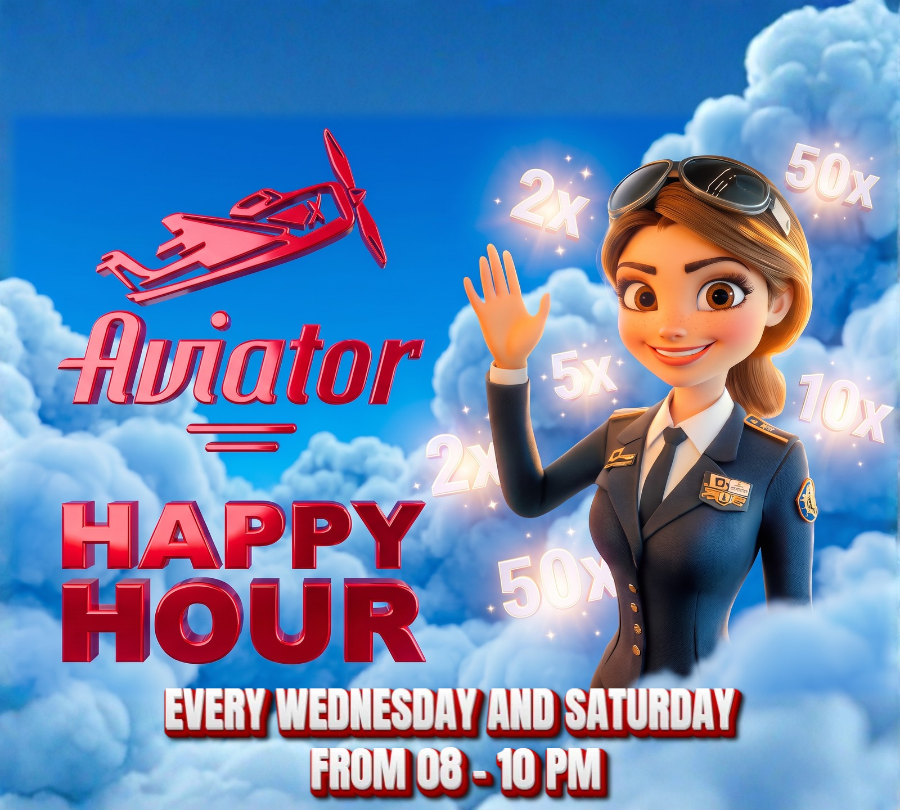 Aviator
HAPPY
HOUR
2x
50x
5x
10x
2x
50x
EVERY WEDNESDAY AND SATURDAY
FROM 08 - 10 PM